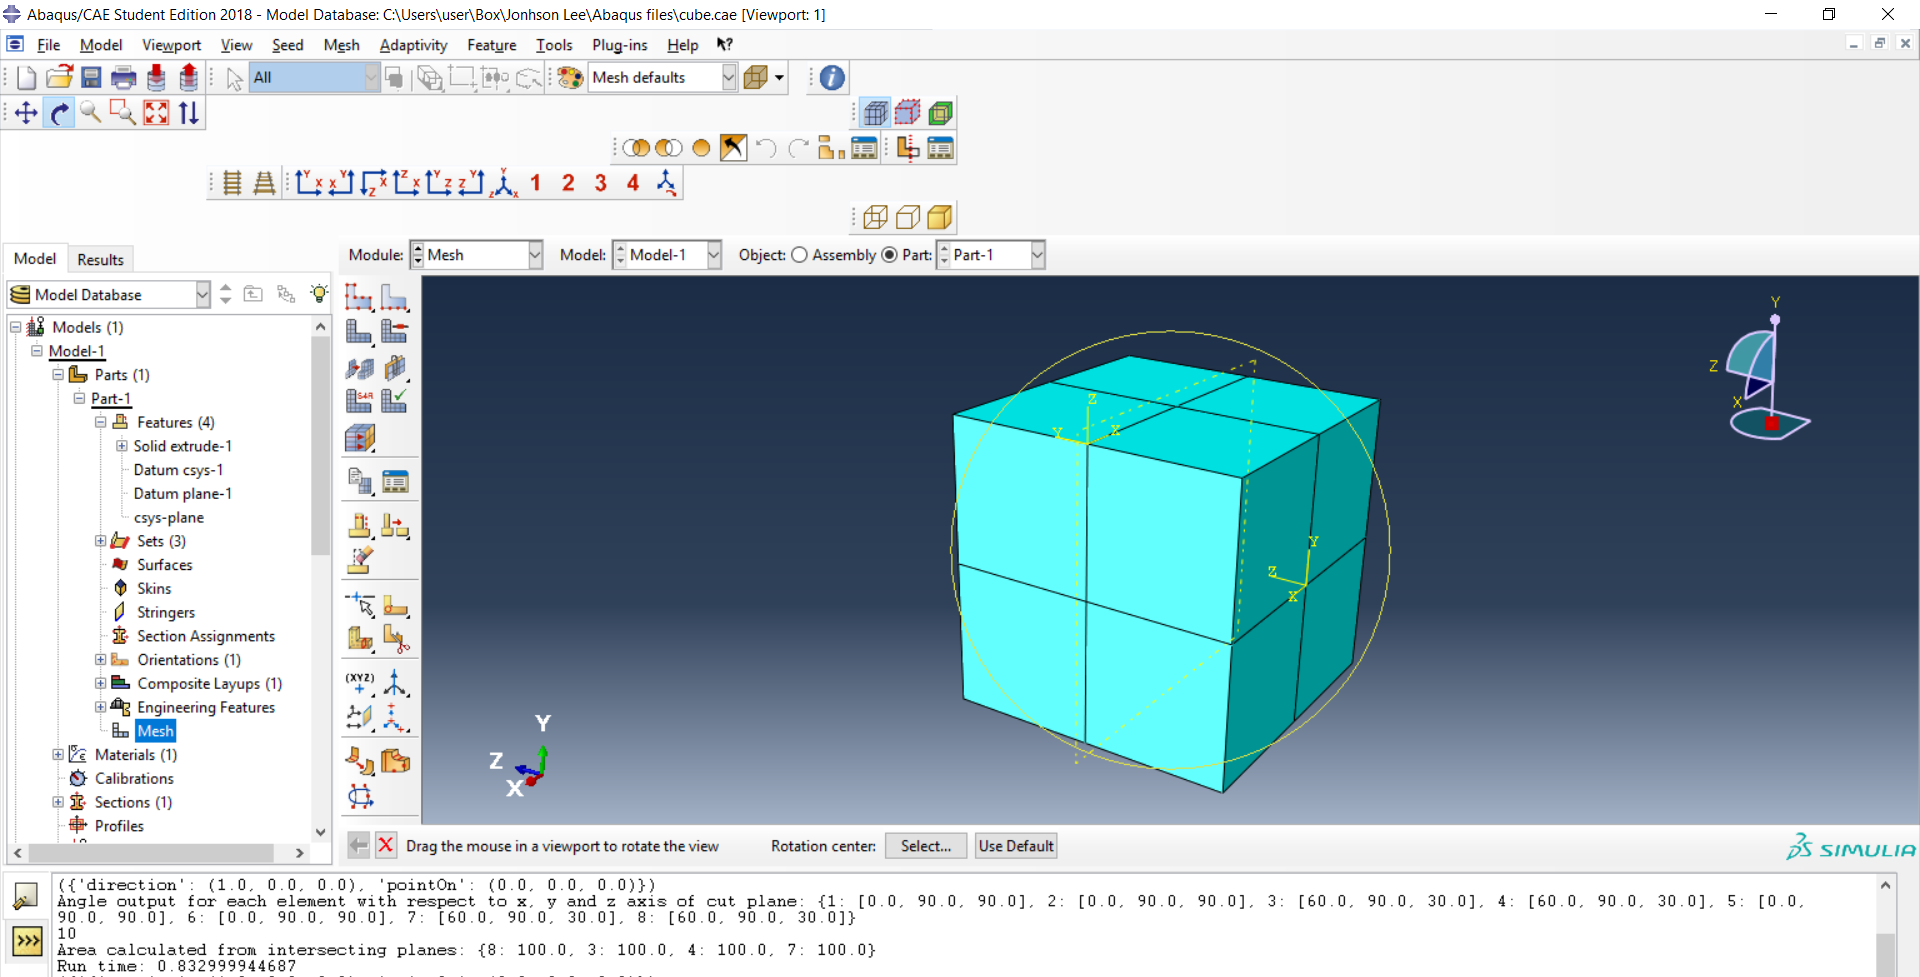 Abaqus/CAE Student Edition 2018 - Model Database: C:\Users\user\Box\Jonhson Lee\Abaqus files\cube.cae [Viewport: 1]
File Model Viewport View Seed Mesh Adaptivity Feature Tools Plug-ins Help ?
All Mesh defaults
Y X X Y Z X Z X Y Z Z Y Y Z X 1 2 3 4
Model Results
Module: Mesh Model: Model-1 Object: Assembly Part: Part-1
Model Database
Models (1)
Model-1
Parts (1)
Part-1
Features (4)
Solid extrude-1
Datum csys-1
Datum plane-1
csys-plane
Sets (3)
Surfaces
Skins
Stringers
Section Assignments
Orientations (1)
Composite Layups (1)
Engineering Features
Mesh
Materials (1)
Calibrations
Sections (1)
Profiles
S4R
(XYZ)
Y
Z
X
Z
Y X
Y
Z
X
Y
Z
X
Drag the mouse in a viewport to rotate the view Rotation center: Select... Use Default
SIMULIA
>>>
({'direction': (1.0, 0.0, 0.0), 'pointOn': (0.0, 0.0, 0.0)})
Angle output for each element with respect to x, y and z axis of cut plane: {1: [0.0, 90.0, 90.0], 2: [0.0, 90.0, 90.0], 3: [60.0, 90.0, 30.0], 4: [60.0, 90.0, 30.0], 5: [0.0,
90.0, 90.0], 6: [0.0, 90.0, 90.0], 7: [60.0, 90.0, 30.0], 8: [60.0, 90.0, 30.0]}
10
Area calculated from intersecting planes: {8: 100.0, 3: 100.0, 4: 100.0, 7: 100.0}
Run time: 0.832999944687